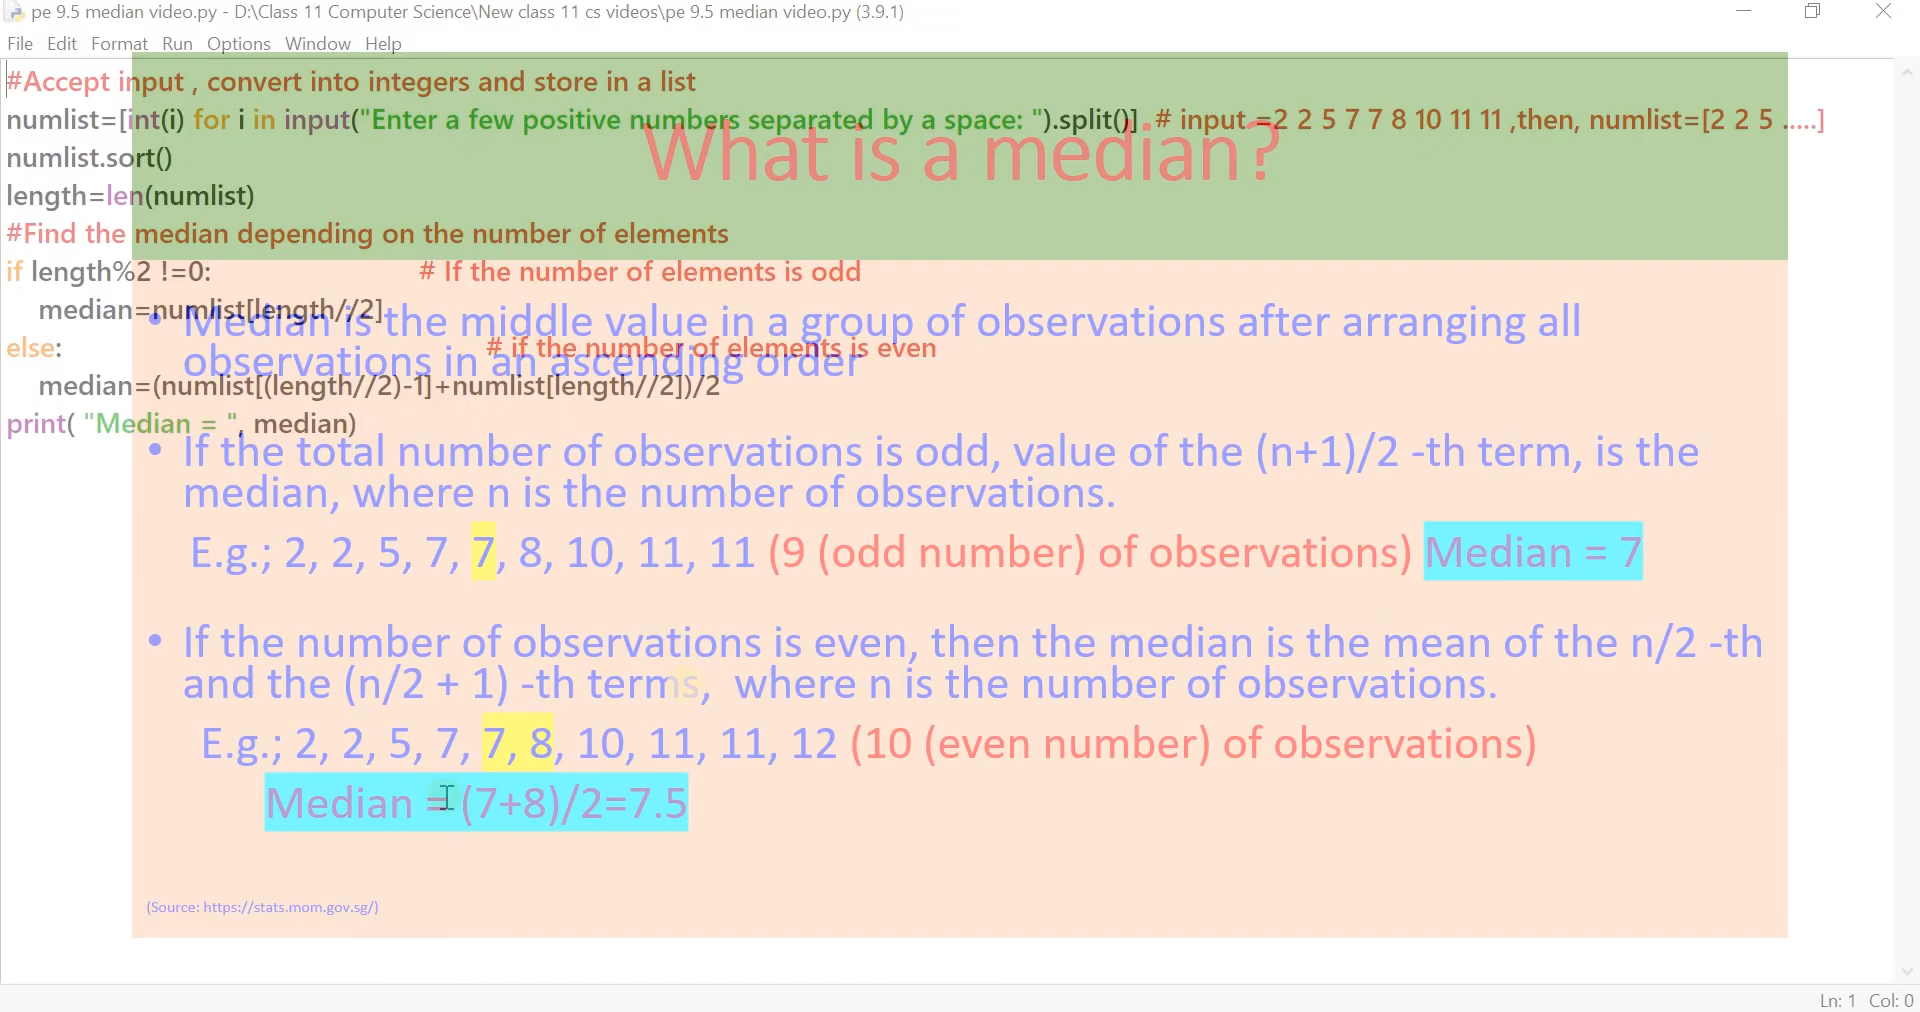 pe 9.5 median video.py - D:\Class 11 Computer Science\New class 11 cs videos\pe 9.5 median video.py (3.9.1)
File Edit Format Run Options Window Help
#Accept input , convert into integers and store in a list
numlist=[int(i) for i in input("Enter a few positive numbers separated by a space: ").split()] # input =2 2 5 7 7 8 10 11 11 ,then, numlist=[2 2 5 .....]
numlist.sort()
length=len(numlist)
#Find the median depending on the number of elements
if length%2 !=0: # If the number of elements is odd
median=numlist[length//2]
else: # if the number of elements is even
median=(numlist[(length//2)-1]+numlist[length//2])/2
print( "Median = ", median)
What is a median?
• Median is the middle value in a group of observations after arranging all
observations in an ascending order
• If the total number of observations is odd, value of the (n+1)/2 -th term, is the
median, where n is the number of observations.
E.g.; 2, 2, 5, 7, 7, 8, 10, 11, 11 (9 (odd number) of observations) Median = 7
• If the number of observations is even, then the median is the mean of the n/2 -th
and the (n/2 + 1) -th terms, where n is the number of observations.
E.g.; 2, 2, 5, 7, 7, 8, 10, 11, 11, 12 (10 (even number) of observations)
Median = (7+8)/2=7.5
(Source: https://stats.mom.gov.sg/)
Ln: 1 Col: 0